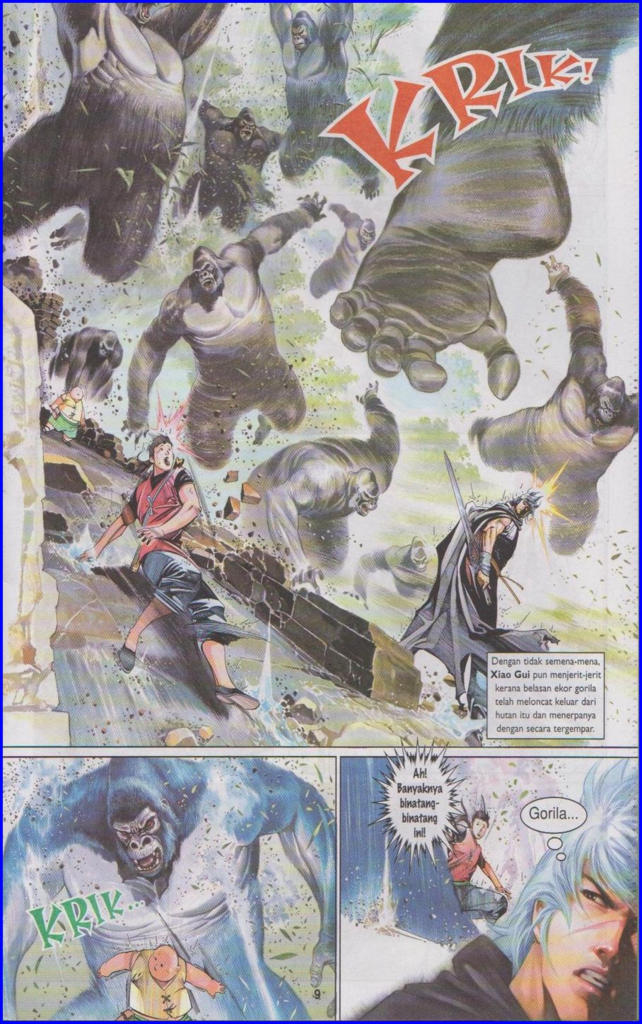 KRIK!
Dengan tidak semena-mena,
Xiao Gui pun menjerit-jerit
kerana belasan ekor gorila
telah meloncat keluar dari
hutan itu dan menerpanya
dengan secara tergempar.
KRIK...
9
Ah!
Banyaknya
binatang-
binatang
ini!
Gorila...